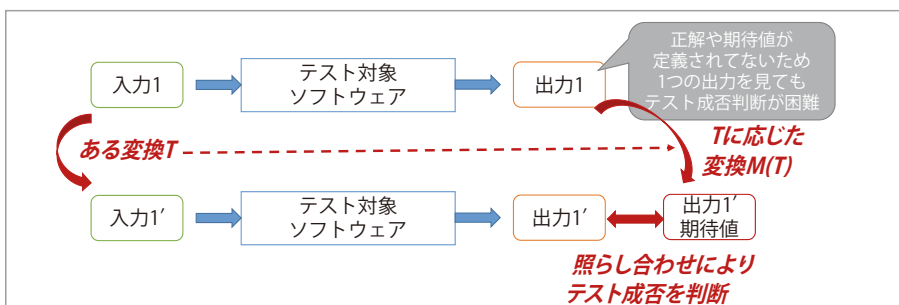 正解や期待値が
定義されてないため
1つの出力を見ても
テスト成否判断が困難
入力1
テスト対象
ソフトウェア
出力1
ある変換T
Tに応じた
変換M(T)
入力1′
テスト対象
ソフトウェア
出力1′
出力1′
期待値
照らし合わせにより
テスト成否を判断